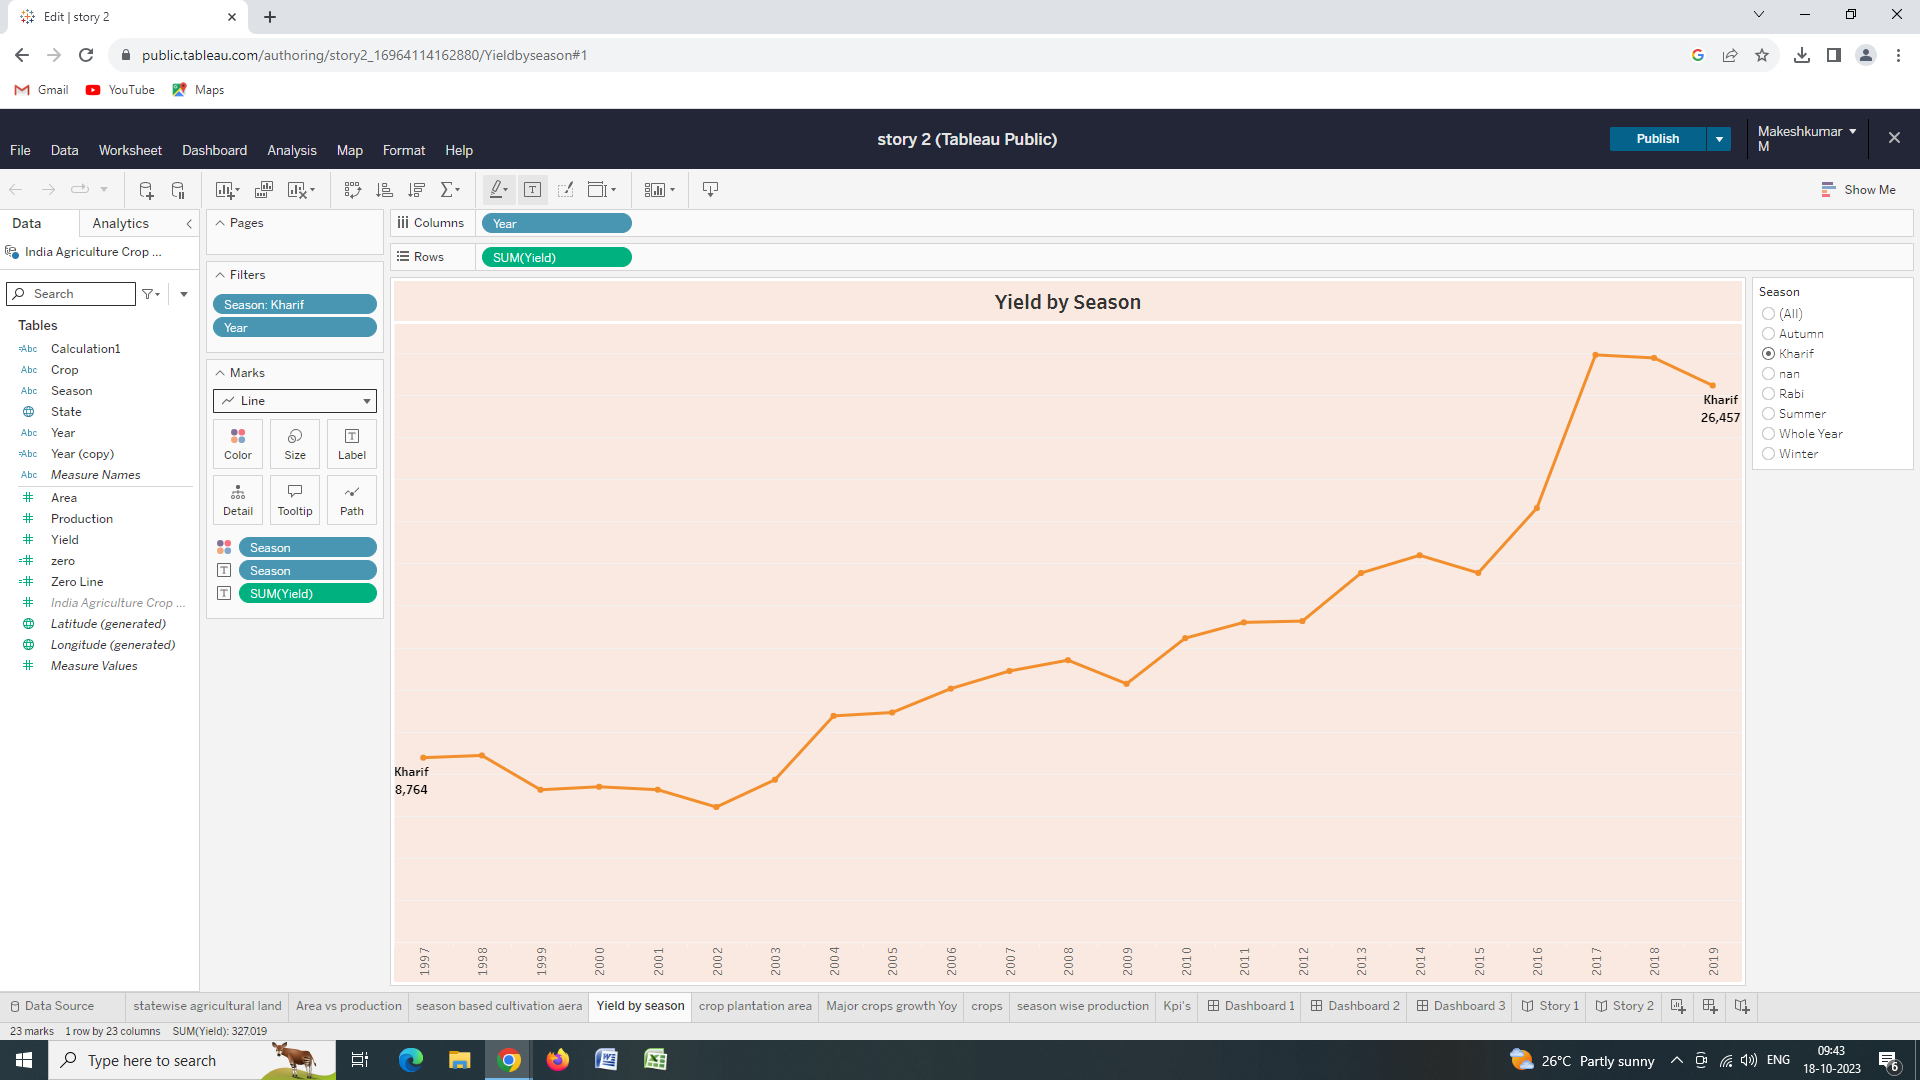 Edit | story 2
public.tableau.com/authoring/story2_16964114162880/Yieldbyseason#1
Gmail YouTube Maps
story 2 (Tableau Public)
Publish
Makeshkumar M
File Data Worksheet Dashboard Analysis Map Format Help
Show Me
Data Analytics
India Agriculture Crop ...
Search
Tables
Abc Calculation1
Abc Crop
Abc Season
State
Abc Year
Abc Year (copy)
Abc Measure Names
Area
Production
Yield
zero
Zero Line
India Agriculture Crop ...
Latitude (generated)
Longitude (generated)
Measure Values
Pages
Filters
Season: Kharif
Year
Marks
Line
Color Size Label
Detail Tooltip Path
Season
Season
SUM(Yield)
Columns Year
Rows SUM(Yield)
Yield by Season
Kharif
8,764
Kharif
26,457
1997 1998 1999 2000 2001 2002 2003 2004 2005 2006 2007 2008 2009 2010 2011 2012 2013 2014 2015 2016 2017 2018 2019
Season
(All)
Autumn
Kharif
nan
Rabi
Summer
Whole Year
Winter
Data Source statewise agricultural land Area vs production season based cultivation aera Yield by season crop plantation area Major crops growth Yoy crops season wise production Kpi's Dashboard 1 Dashboard 2 Dashboard 3 Story 1 Story 2
23 marks 1 row by 23 columns SUM(Yield): 327,019
Type here to search
26°C Partly sunny
ENG
09:43
18-10-2023
6